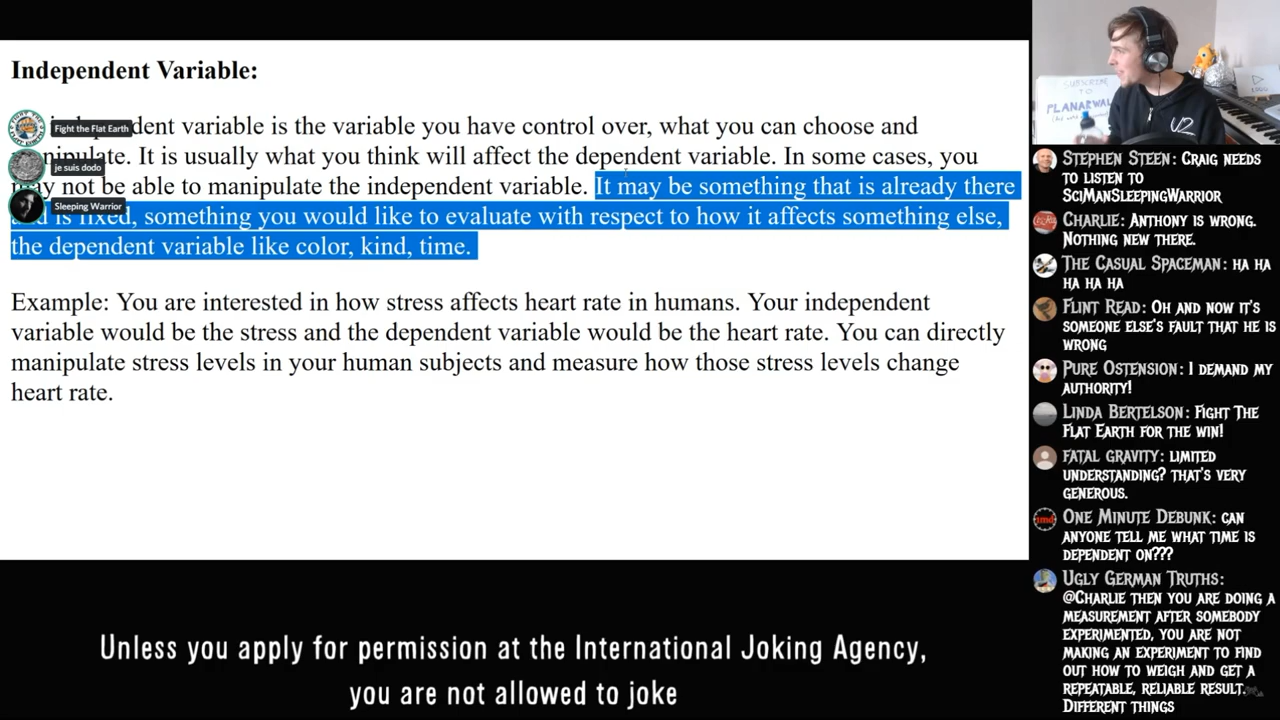 Independent Variable:
dent variable is the variable you have control over, what you can choose and
nipulate. It is usually what you think will affect the dependent variable. In some cases, you
may not be able to manipulate the independent variable. It may be something that is already there
and is fixed, something you would like to evaluate with respect to how it affects something else,
the dependent variable like color, kind, time.
Fight the Flat Earth
je suis dodo
Sleeping Warrior
Example: You are interested in how stress affects heart rate in humans. Your independent
variable would be the stress and the dependent variable would be the heart rate. You can directly
manipulate stress levels in your human subjects and measure how those stress levels change
heart rate.
Unless you apply for permission at the International Joking Agency,
you are not allowed to joke
SUBSCRIBE
TO
PLANARWAL
U2
STEPHEN STEEN: CRAIG NEEDS
TO LISTEN TO
SCIMANSLEEPINGWARRIOR
CHARLIE: ANTHONY IS WRONG.
NOTHING NEW THERE.
THE CASUAL SPACEMAN: HA HA
HA HA HA
FLINT READ: OH AND NOW IT'S
SOMEONE ELSE'S FAULT THAT HE IS
WRONG
PURE OSTENSION: I DEMAND MY
AUTHORITY!
LINDA BERTELSON: FIGHT THE
FLAT EARTH FOR THE WIN!
FATAL GRAVITY: LIMITED
UNDERSTANDING? THAT'S VERY
GENEROUS.
ONE MINUTE DEBUNK: CAN
ANYONE TELL ME WHAT TIME IS
DEPENDENT ON???
UGLY GERMAN TRUTHS:
@CHARLIE THEN YOU ARE DOING A
MEASUREMENT AFTER SOMEBODY
EXPERIMENTED, YOU ARE NOT
MAKING AN EXPERIMENT TO FIND
OUT HOW TO WEIGH AND GET A
REPEATABLE, RELIABLE RESULT.
DIFFERENT THINGS